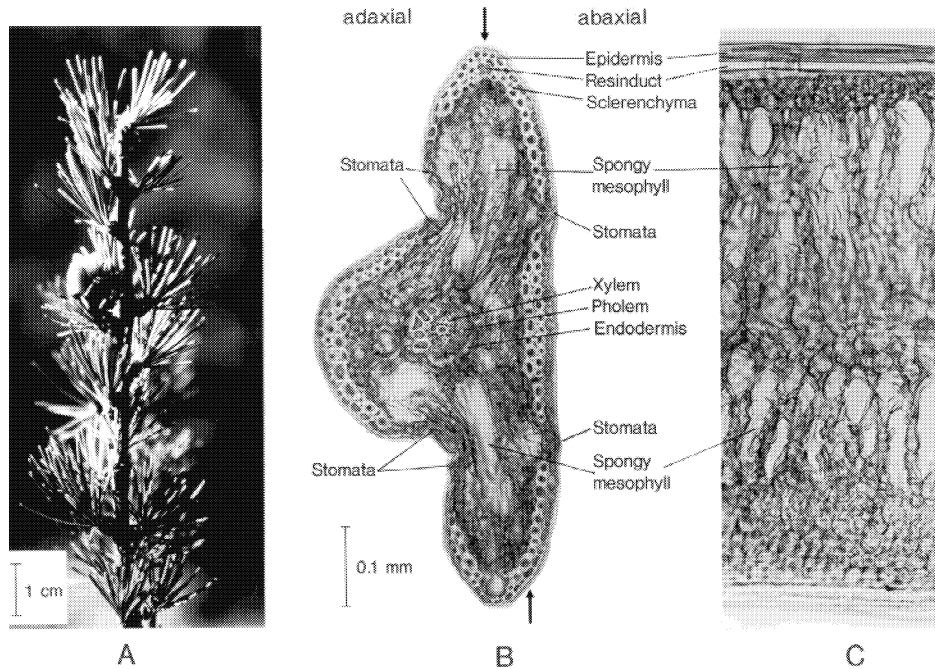 adaxial
abaxial
Epidermis
Resinduct
Sclerenchyma
Stomata
Spongy
mesophyll
Stomata
Xylem
Pholem
Endodermis
Stomata
Stomata
Spongy
mesophyll
0.1 mm
1 cm
A
B
C